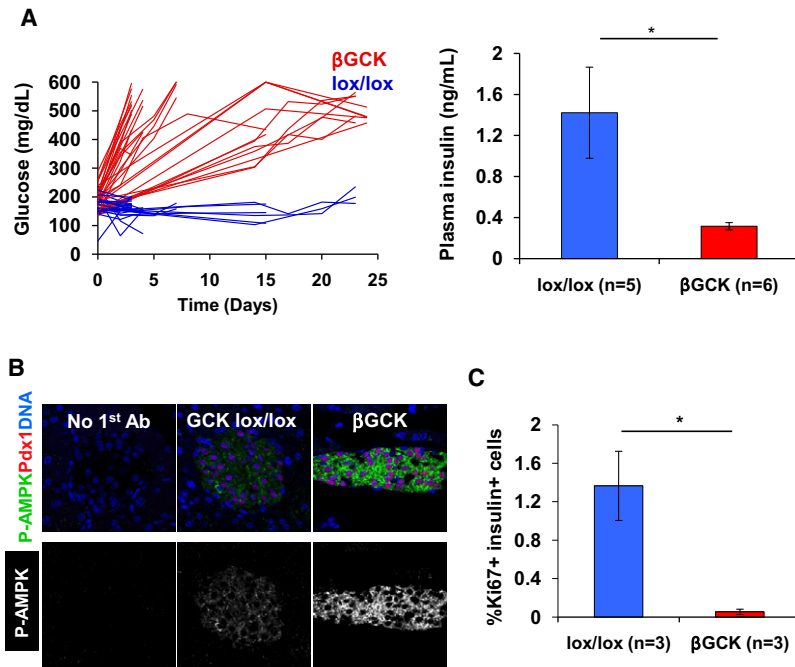 A
βGCK
lox/lox
Glucose (mg/dL)
600
500
400
300
200
100
0
0 5 10 15 20 25
Time (Days)
*
Plasma insulin (ng/mL)
2
1.6
1.2
0.8
0.4
0
lox/lox (n=5) βGCK (n=6)
B
P-AMPKPdx1DNA
No 1st Ab GCK lox/lox βGCK
P-AMPK
C
*
%Ki67+ insulin+ cells
2
1.6
1.2
0.8
0.4
0
lox/lox (n=3) βGCK (n=3)